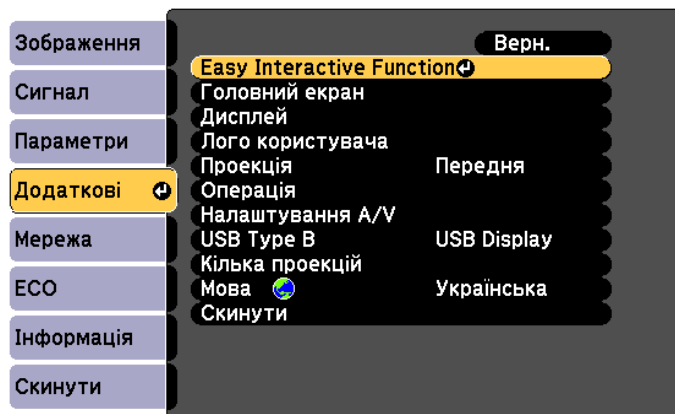 Зображення
Сигнал
Параметри
Додаткові
Мережа
ECO
Інформація
Скинути
Верн.
Easy Interactive Function
Головний екран
Дисплей
Лого користувача
Проекція Передня
Операція
Налаштування A/V
USB Type B USB Display
Кілька проекцій
Мова Українська
Скинути